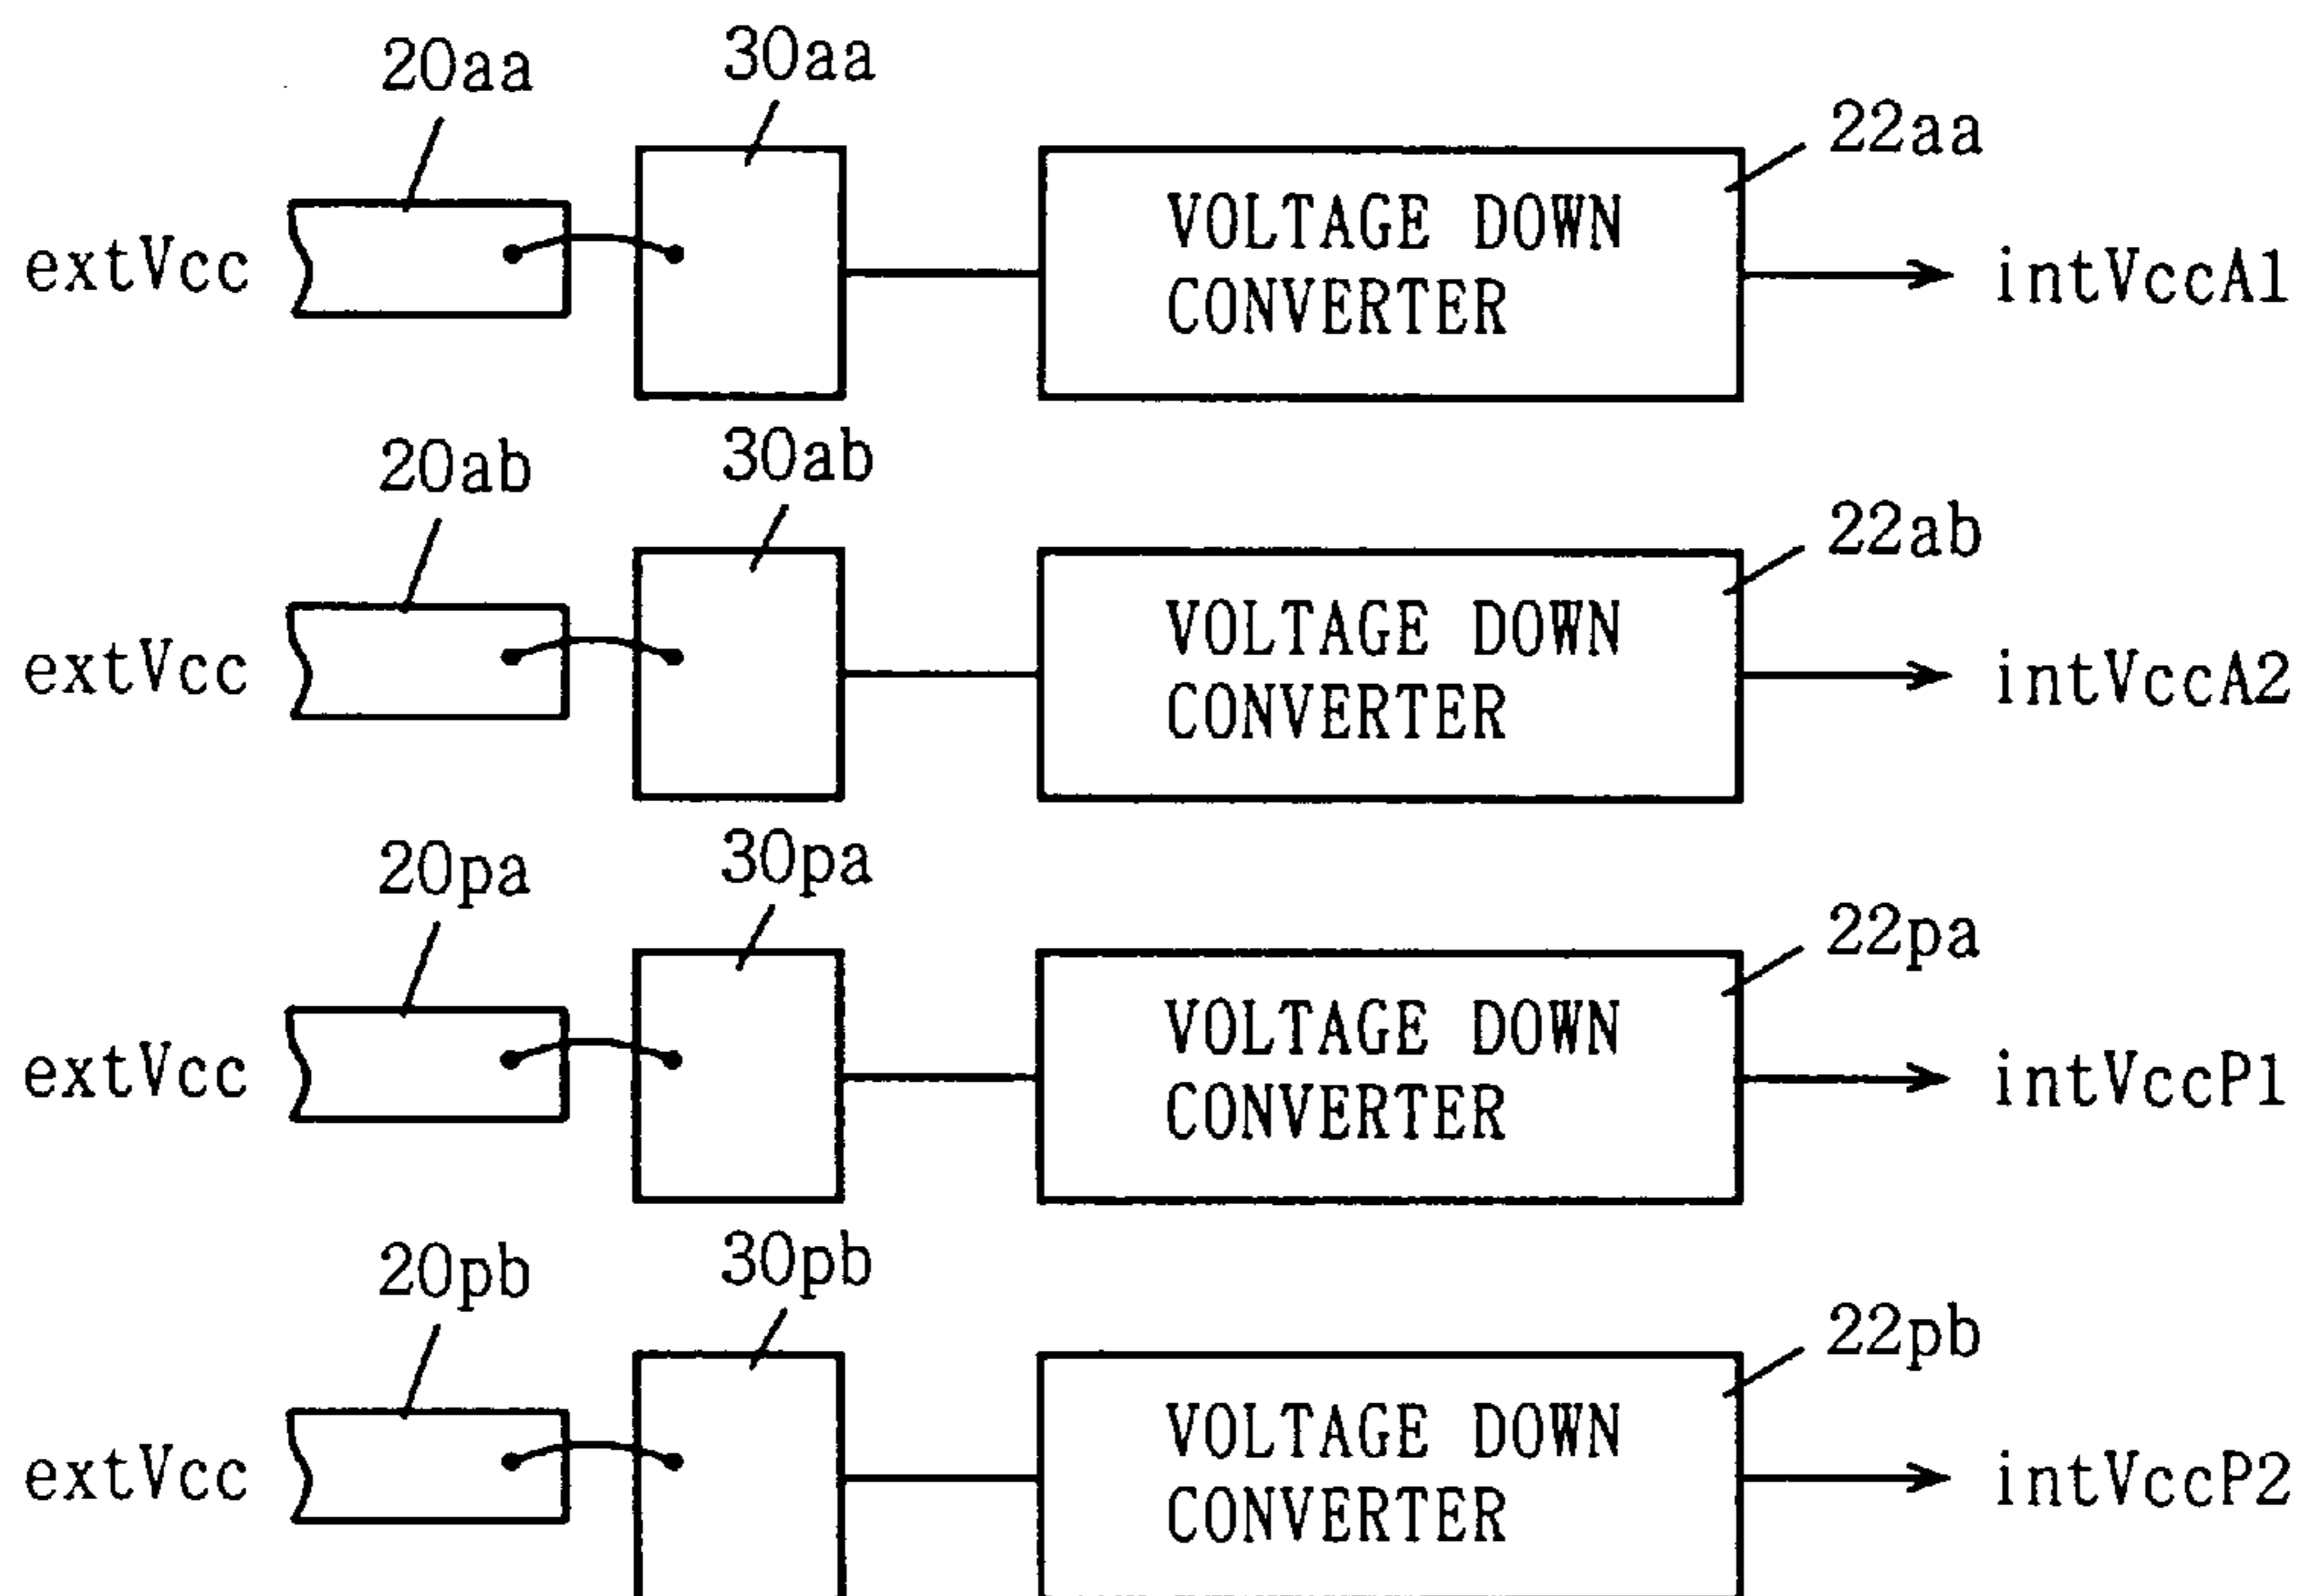 20aa 30aa
22aa
extVcc VOLTAGE DOWN
CONVERTER intVccA1
20ab 30ab
22ab
extVcc VOLTAGE DOWN
CONVERTER intVccA2
20pa 30pa
22pa
extVcc VOLTAGE DOWN
CONVERTER intVccP1
20pb 30pb
22pb
extVcc VOLTAGE DOWN
CONVERTER intVccP2